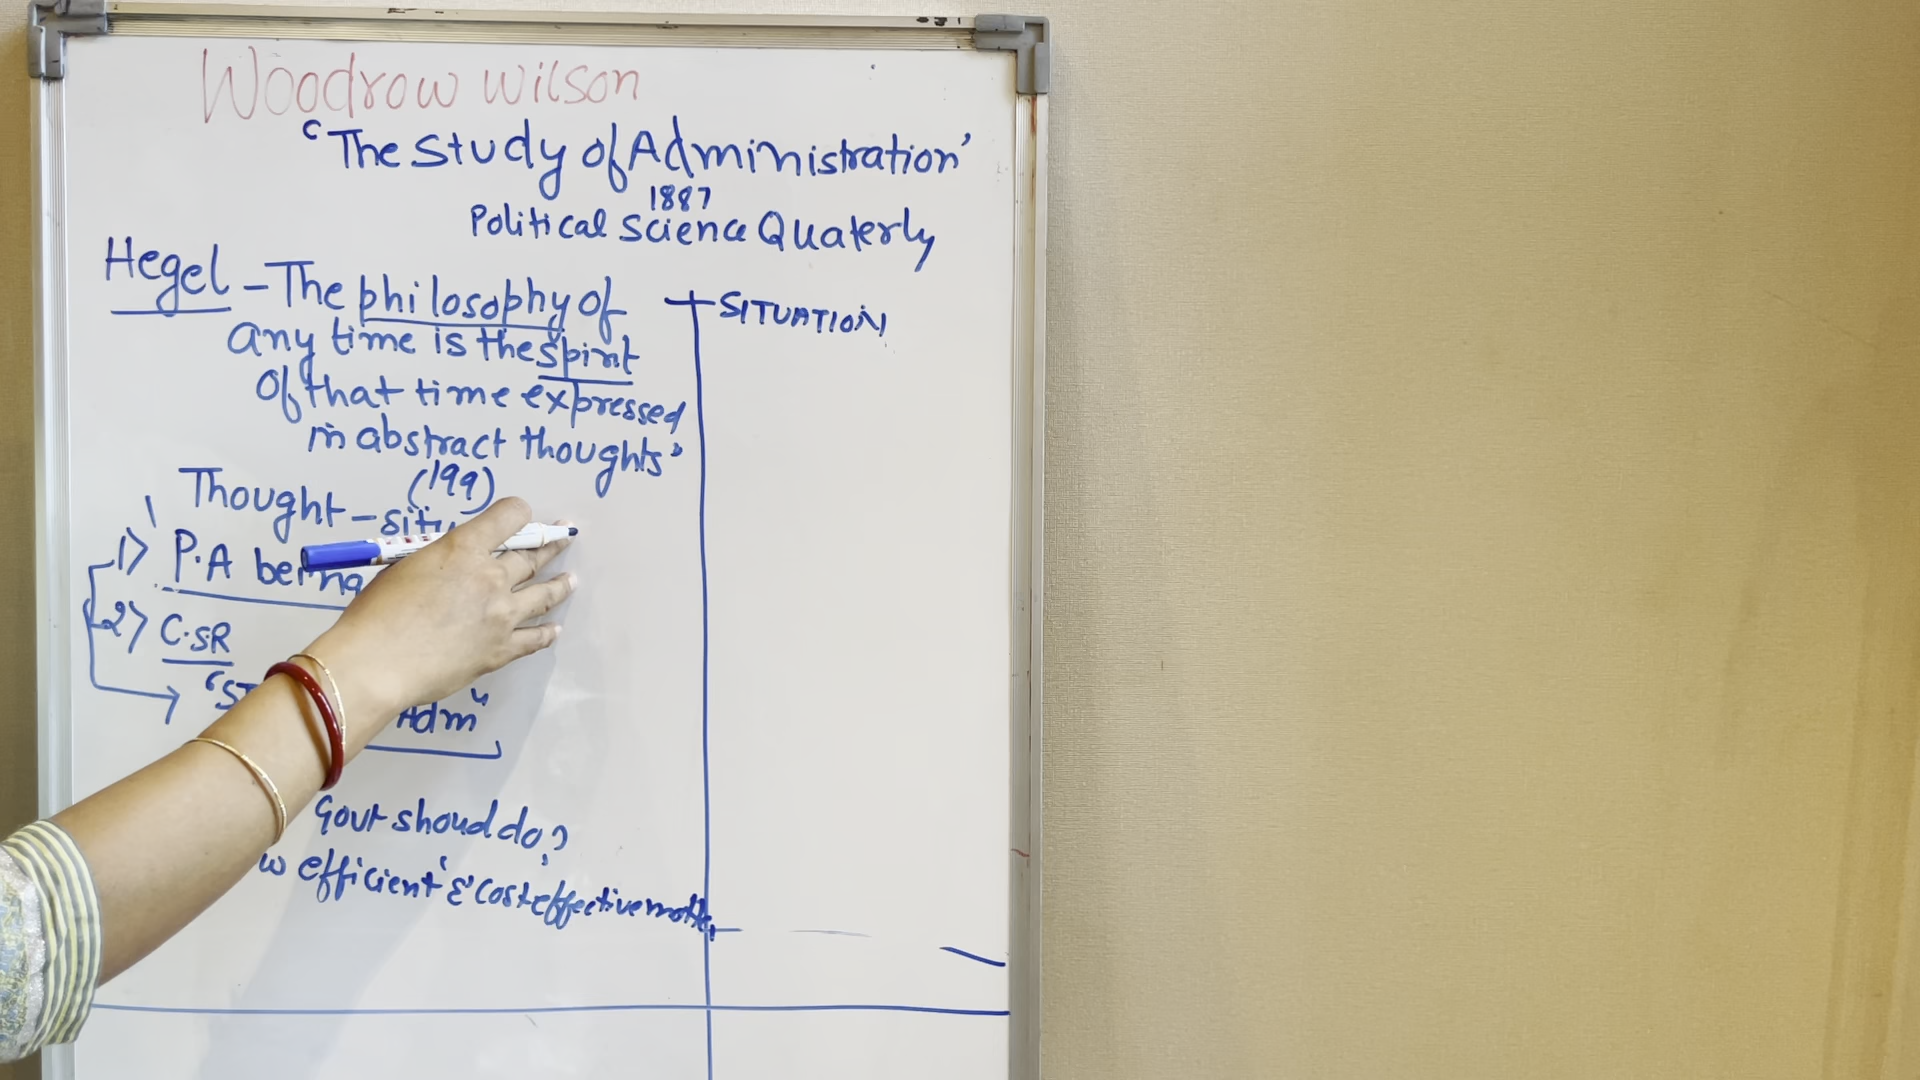 Woodrow Wilson
'The Study of Administration'
1887
Political Science Quaterly
Hegel - The philosophy of
any time is the spirit
of that time expressed
in abstract thoughts'
(199)
Thought -
1) P.A being
2) C.SR
Adm"
Govt shoud do?
efficient & cost effective
SITUATION